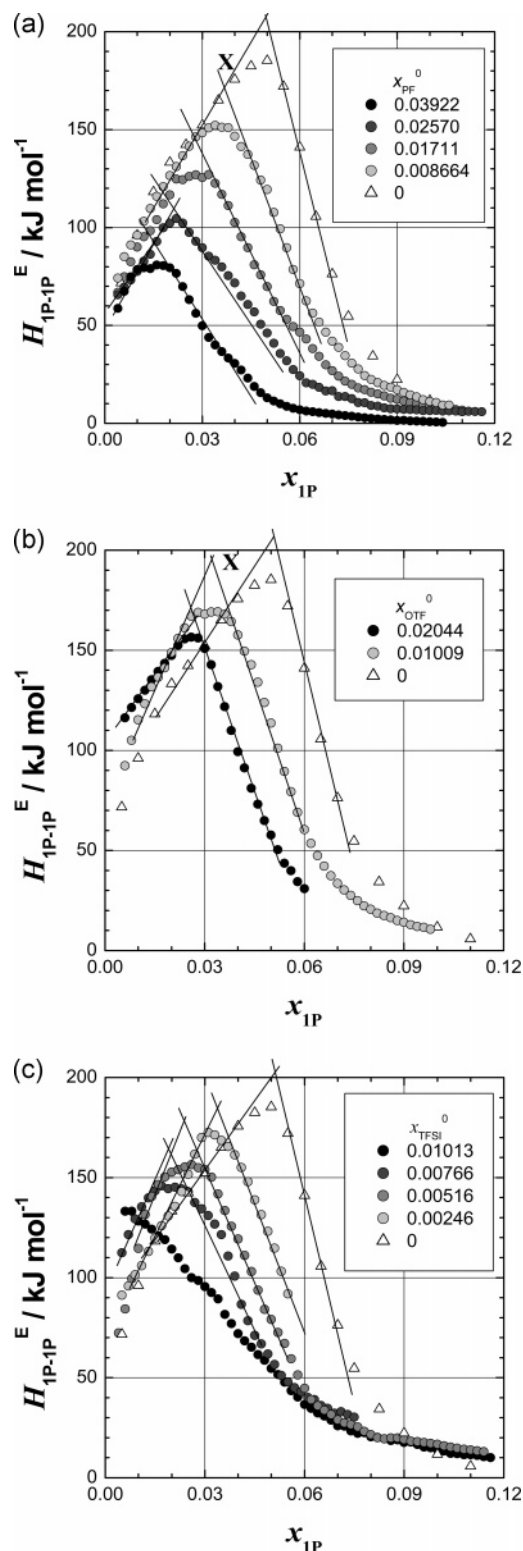 (a)
200
X
x_PF^0
0.03922
0.02570
0.01711
0.008664
0
150
100
50
0
H_1P-1P^E / kJ mol^-1
0.00 0.03 0.06 0.09 0.12
x_1P
(b)
200
X
x_OTF^0
0.02044
0.01009
0
150
100
50
0
H_1P-1P^E / kJ mol^-1
0.00 0.03 0.06 0.09 0.12
x_1P
(c)
200
x_TFSI^0
0.01013
0.00766
0.00516
0.00246
0
150
100
50
0
H_1P-1P^E / kJ mol^-1
0.00 0.03 0.06 0.09 0.12
x_1P